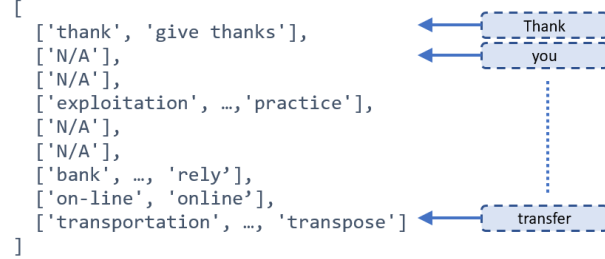 [
['thank', 'give thanks'], Thank
['N/A'], you
['N/A'],
['exploitation', …,'practice'],
['N/A'],
['N/A'],
['bank', …, 'rely’],
['on-line', 'online’],
['transportation', …, 'transpose'] transfer
]